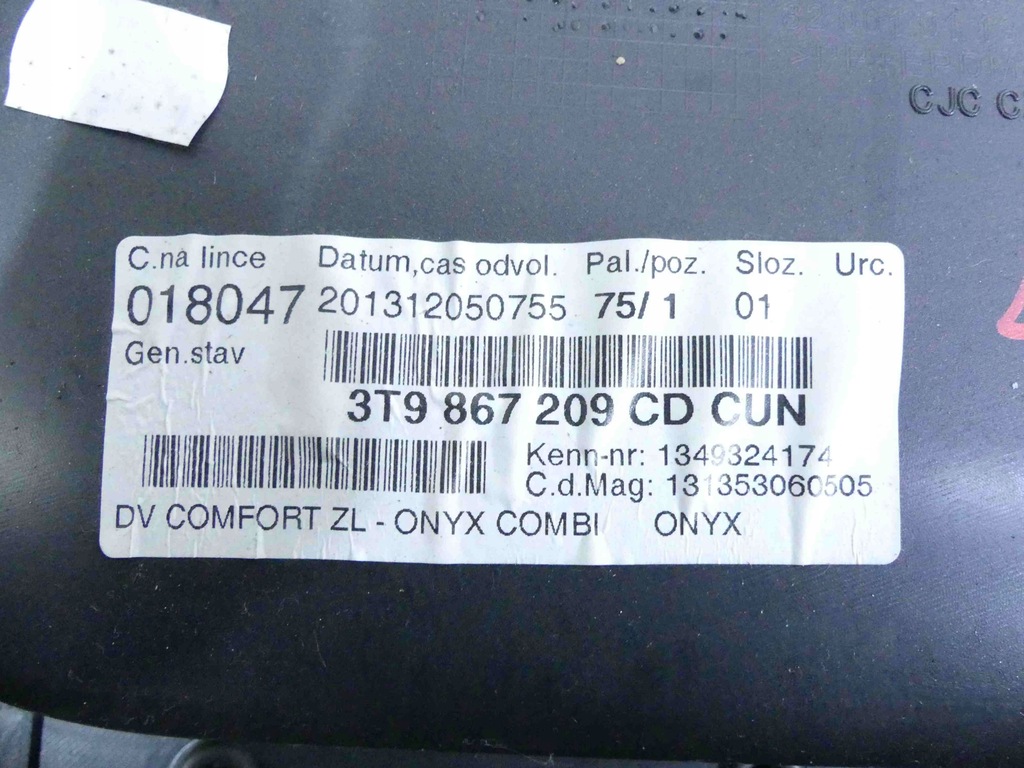 CJC C
C.na lince Datum,cas odvol. Pal./poz. Sloz. Urc.
018047 201312050755 75/ 1 01
Gen.stav
3T9 867 209 CD CUN
Kenn-nr: 1349324174
C.d.Mag: 131353060505
DV COMFORT ZL - ONYX COMBI ONYX